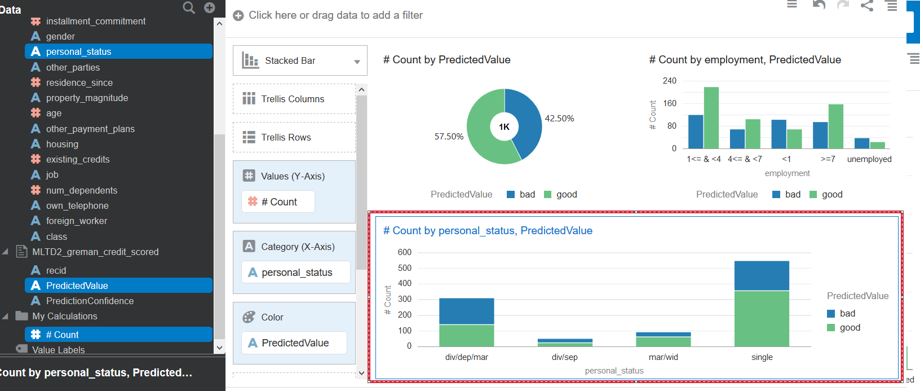 Data
installment_commitment
gender
personal_status
other_parties
residence_since
property_magnitude
age
other_payment_plans
housing
existing_credits
job
num_dependents
own_telephone
foreign_worker
class
MLTD2_greman_credit_scored
recid
PredictedValue
PredictionConfidence
My Calculations
# Count
Value Labels
Count by personal_status, Predicted...
Click here or drag data to add a filter
Stacked Bar
Trellis Columns
Trellis Rows
Values (Y-Axis)
# Count
Category (X-Axis)
personal_status
Color
PredictedValue
# Count by PredictedValue
57.50%
1K
42.50%
PredictedValue bad good
# Count by employment, PredictedValue
# Count
240
160
80
0
1<= & <4 4<= & <7 <1 >=7 unemployed
employment
PredictedValue bad good
# Count by personal_status, PredictedValue
# Count
600
500
400
300
200
100
0
div/dep/mar div/sep mar/wid single
personal_status
PredictedValue
bad
good
ed